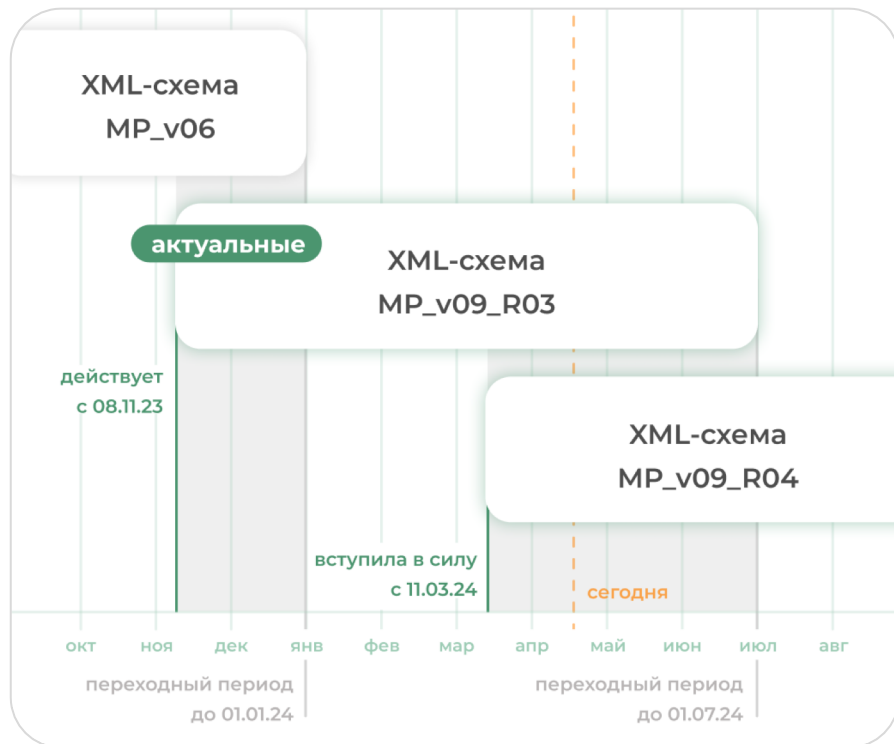 XML-схема
MP_v06
актуальные
XML-схема
MP_v09_R03
действует
с 08.11.23
XML-схема
MP_v09_R04
вступила в силу
с 11.03.24
сегодня
окт ноя дек янв фев мар апр май июн июл авг
переходный период
до 01.01.24
переходный период
до 01.07.24